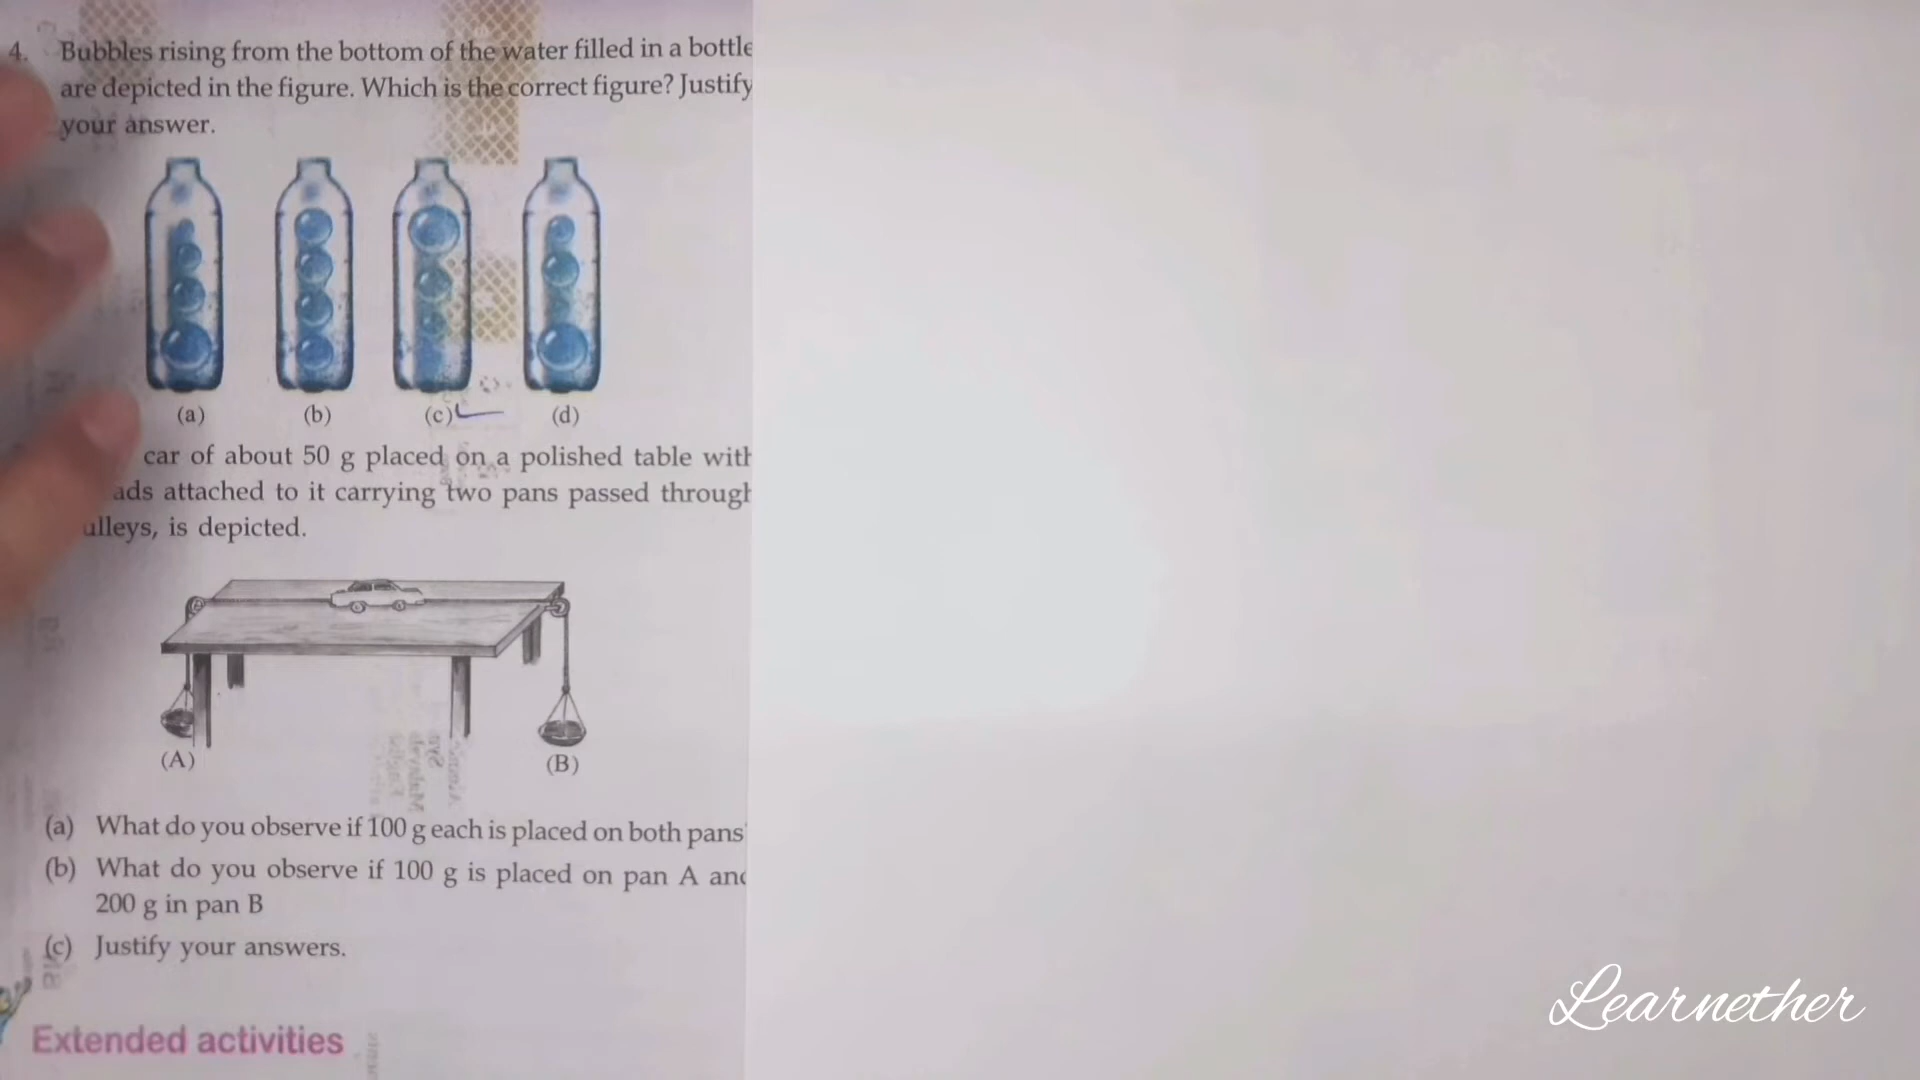 4. Bubbles rising from the bottom of the water filled in a bottle
are depicted in the figure. Which is the correct figure? Justify
your answer.
(a) (b) (c) (d)
car of about 50 g placed on a polished table with
ads attached to it carrying two pans passed through
ulleys, is depicted.
(A) (B)
(a) What do you observe if 100 g each is placed on both pans
(b) What do you observe if 100 g is placed on pan A and
200 g in pan B
(c) Justify your answers.
Extended activities
Learnether